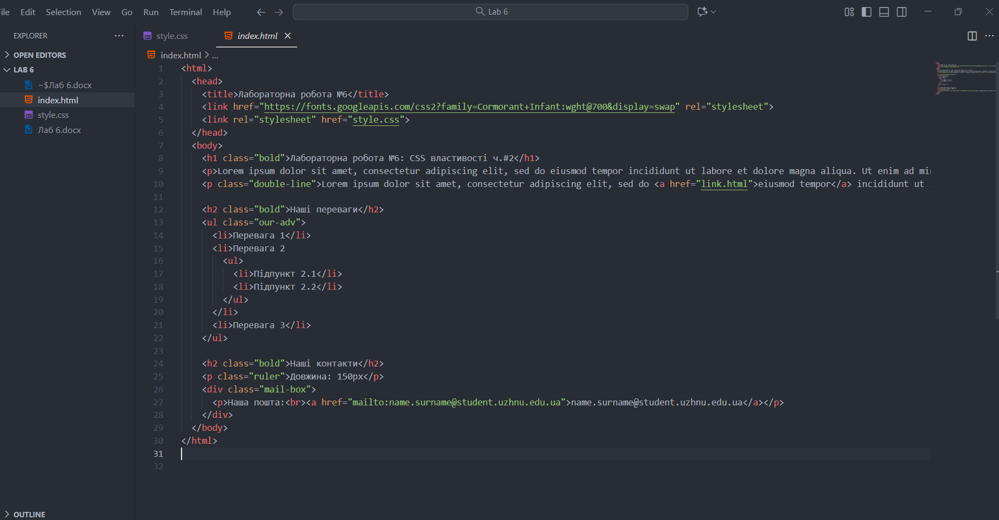 File Edit Selection View Go Run Terminal Help
Lab 6
EXPLORER
OPEN EDITORS
LAB 6
~$Лаб 6.docx
index.html
style.css
Лаб 6.docx
OUTLINE
style.css
index.html
index.html > ...
1 <html>
2 <head>
3 <title>Лабораторна робота №6</title>
4 <link href="https://fonts.googleapis.com/css2?family=Cormorant+Infant:wght@700&display=swap" rel="stylesheet">
5 <link rel="stylesheet" href="style.css">
6 </head>
7 <body>
8 <h1 class="bold">Лабораторна робота №6: CSS властивості ч.#2</h1>
9 <p>Lorem ipsum dolor sit amet, consectetur adipiscing elit, sed do eiusmod tempor incididunt ut labore et dolore magna aliqua. Ut enim ad
10 <p class="double-line">Lorem ipsum dolor sit amet, consectetur adipiscing elit, sed do <a href="link.html">eiusmod tempor</a> incididunt ut
11
12 <h2 class="bold">Наші переваги</h2>
13 <ul class="our-adv">
14 <li>Перевага 1</li>
15 <li>Перевага 2
16 <ul>
17 <li>Підпункт 2.1</li>
18 <li>Підпункт 2.2</li>
19 </ul>
20 </li>
21 <li>Перевага 3</li>
22 </ul>
23
24 <h2 class="bold">Наші контакти</h2>
25 <p class="ruler">Довжина: 150px</p>
26 <div class="mail-box">
27 <p>Наша пошта:<br><a href="mailto:name.surname@student.uzhnu.edu.ua">name.surname@student.uzhnu.edu.ua</a></p>
28 </div>
29 </body>
30 </html>
31
32